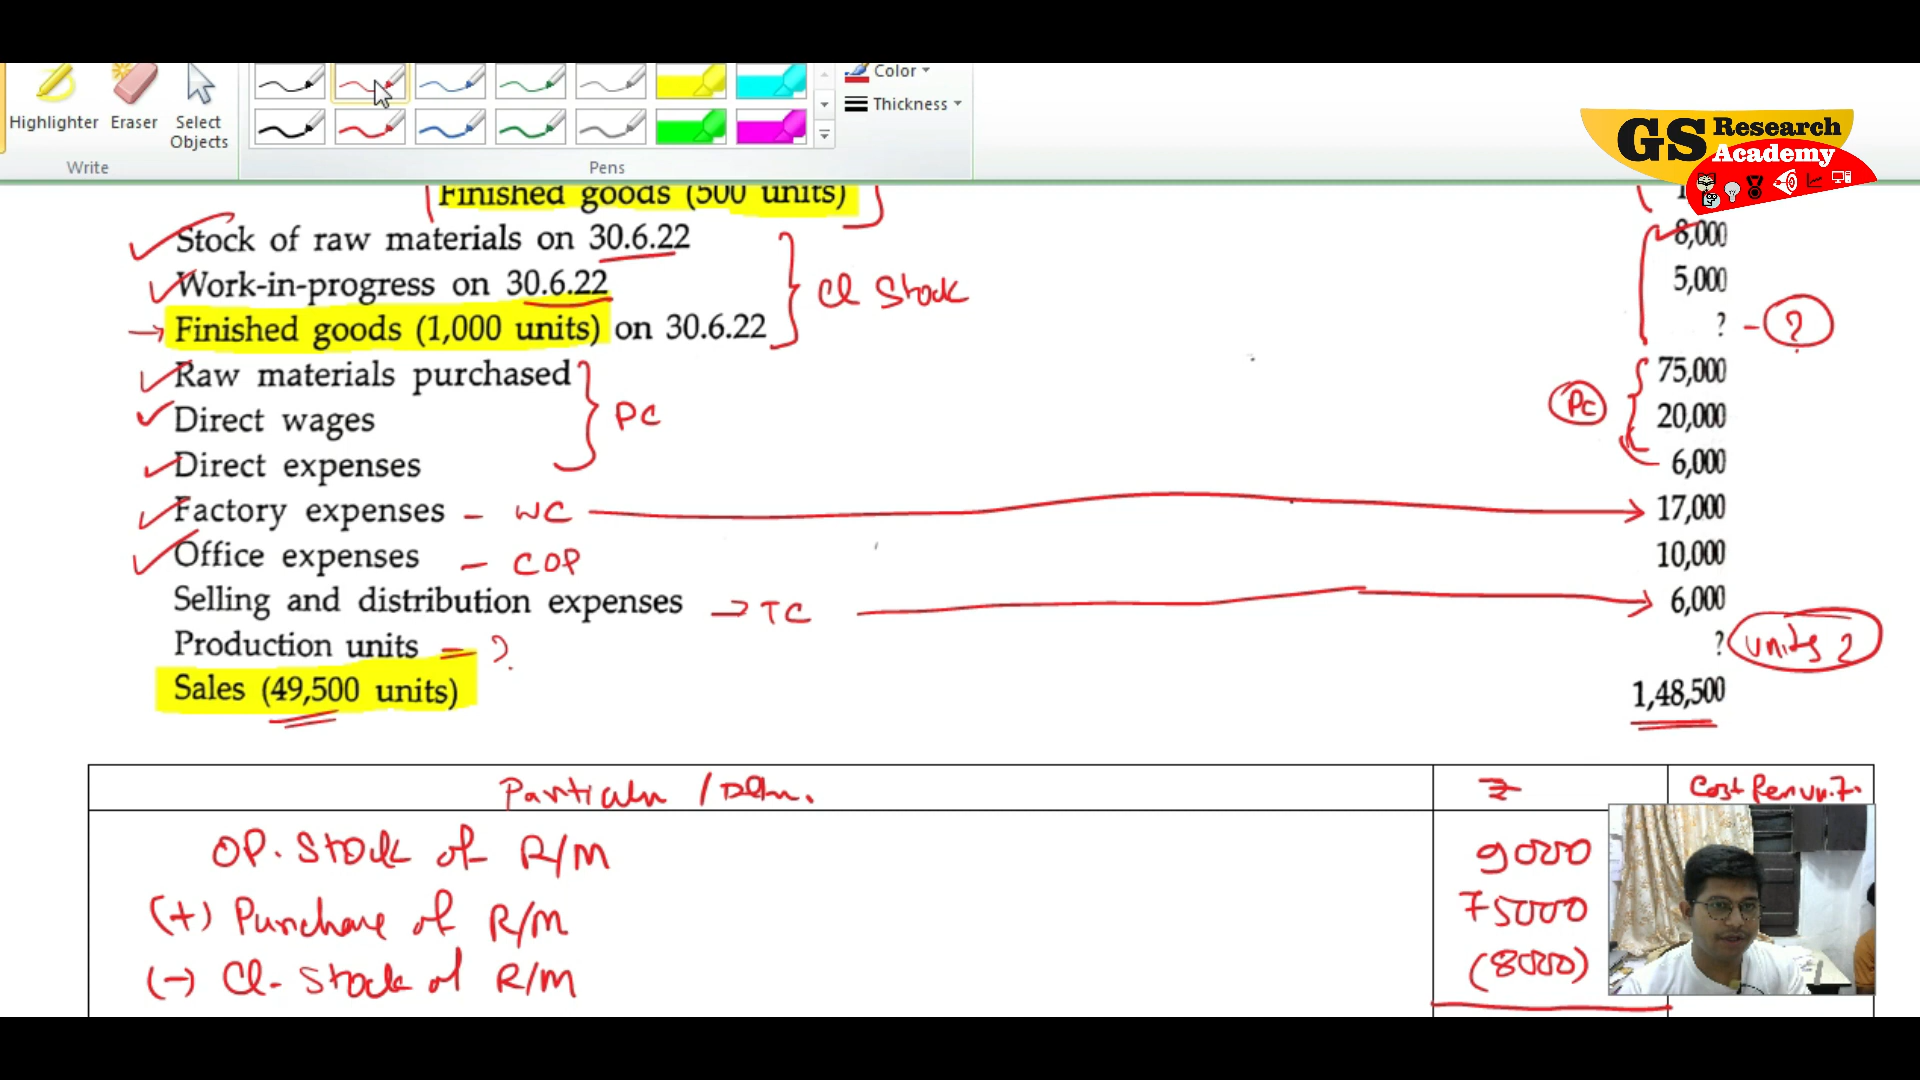 Color
Thickness
Highlighter Eraser Select Objects
Write Pens
GS Research Academy
Finished goods (500 units)
Stock of raw materials on 30.6.22 8,000
Work-in-progress on 30.6.22 5,000
Cl Stock
Finished goods (1,000 units) on 30.6.22 ? - ?
Raw materials purchased 75,000
Direct wages PC PC 20,000
Direct expenses 6,000
Factory expenses - WC 17,000
Office expenses - COP 10,000
Selling and distribution expenses → TC 6,000
Production units = ? ? units ?
Sales (49,500 units) 1,48,500
₹
OP. Stock of R/M 9000
(+) Purchase of R/M 75000
(-) Cl. Stock of R/M (8000)